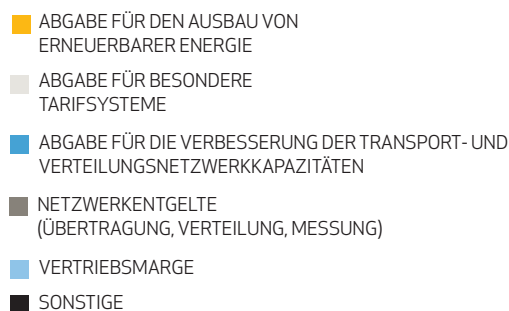 ABGABE FÜR DEN AUSBAU VON
ERNEUERBARER ENERGIE
ABGABE FÜR BESONDERE
TARIFSYSTEME
ABGABE FÜR DIE VERBESSERUNG DER TRANSPORT- UND
VERTEILUNGSNETZWERKKAPAZITÄTEN
NETZWERKENTGELTE
(ÜBERTRAGUNG, VERTEILUNG, MESSUNG)
VERTRIEBSMARGE
SONSTIGE